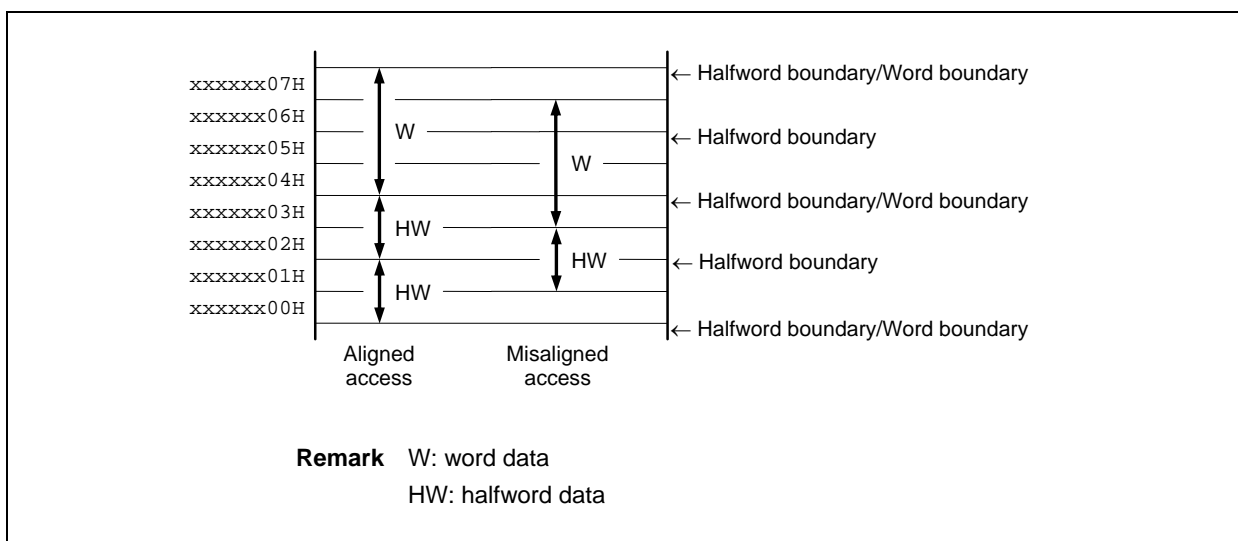 ← Halfword boundary/Word boundary
xxxxxx07H
xxxxxx06H
W
← Halfword boundary
xxxxxx05H
W
xxxxxx04H
← Halfword boundary/Word boundary
xxxxxx03H
HW
xxxxxx02H
HW
← Halfword boundary
xxxxxx01H
HW
xxxxxx00H
← Halfword boundary/Word boundary
Aligned
access
Misaligned
access
Remark W: word data
HW: halfword data